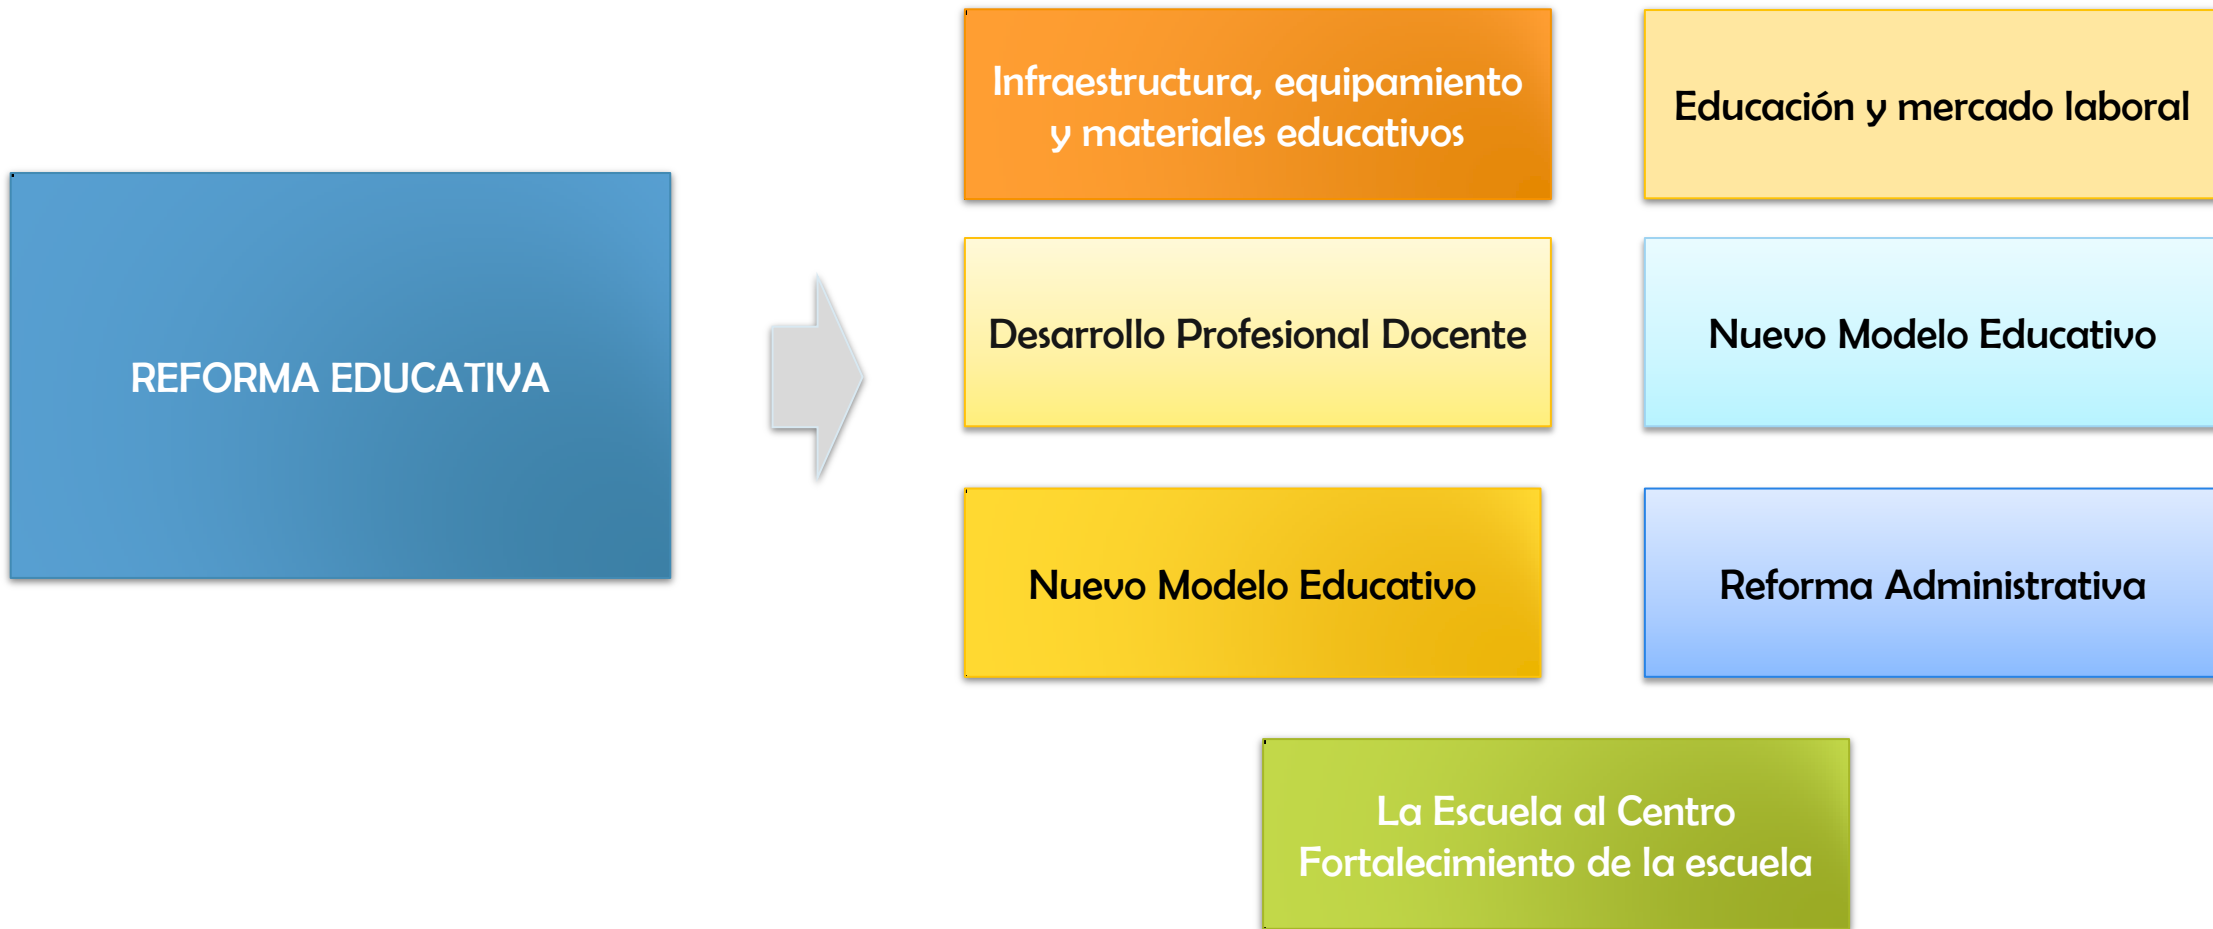 REFORMA EDUCATIVA
Infraestructura, equipamiento
y materiales educativos
Educación y mercado laboral
Desarrollo Profesional Docente
Nuevo Modelo Educativo
Nuevo Modelo Educativo
Reforma Administrativa
La Escuela al Centro
Fortalecimiento de la escuela